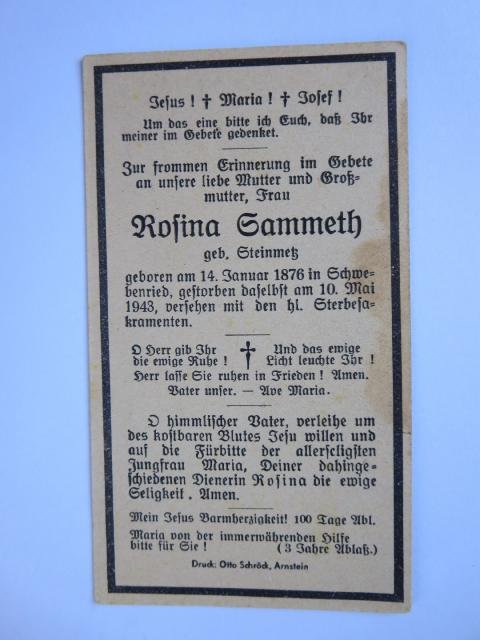 Jesus! † Maria! † Josef!
Um das eine bitte ich Euch, daß Ihr
meiner im Gebete gedenket.
Zur frommen Erinnerung im Gebete
an unsere liebe Mutter und Groß-
mutter, Frau
Rosina Sammeth
geb. Steinmetz
geboren am 14. Januar 1876 in Schwe-
benried, gestorben daselbst am 10. Mai
1943, versehen mit den hl. Sterbesa-
kramenten.
O Herr gib Ihr † Und das ewige
die ewige Ruhe! Licht leuchte Ihr!
Herr lasse Sie ruhen in Frieden! Amen.
Vater unser. — Ave Maria.
O himmlischer Vater, verleihe um
des kostbaren Blutes Jesu willen und
auf die Fürbitte der allerseligsten
Jungfrau Maria, Deiner dahinge-
schiedenen Dienerin Rosina die ewige
Seligkeit. Amen.
Mein Jesus Barmherzigkeit! 100 Tage Abl.
Maria von der immerwährenden Hilfe
bitte für Sie! (3 Jahre Ablaß.)
Druck: Otto Schröck, Arnstein